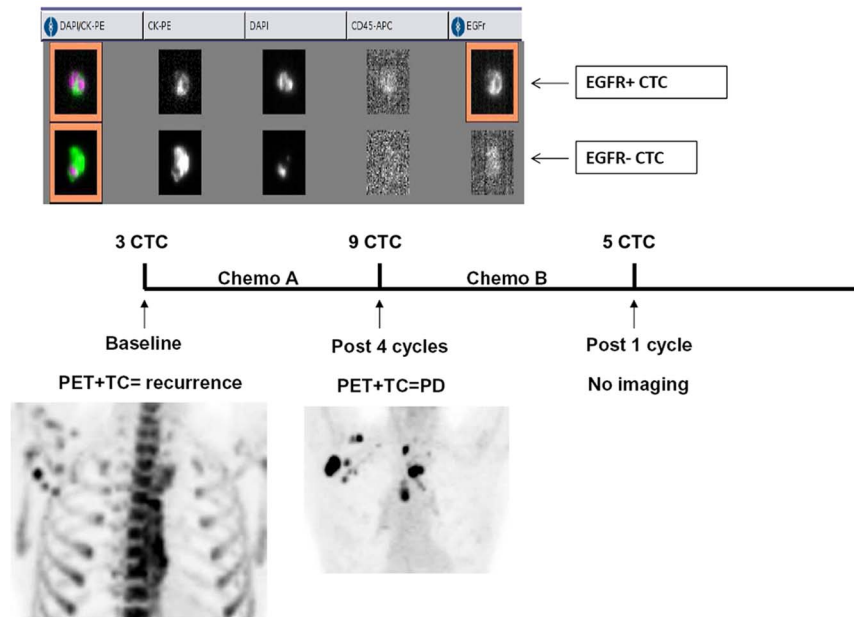 DAPI/CK-PE CK-PE DAPI CD45-APC EGFr
EGFR+ CTC
EGFR- CTC
3 CTC 9 CTC 5 CTC
Chemo A Chemo B
Baseline Post 4 cycles Post 1 cycle
PET+TC= recurrence PET+TC=PD No imaging